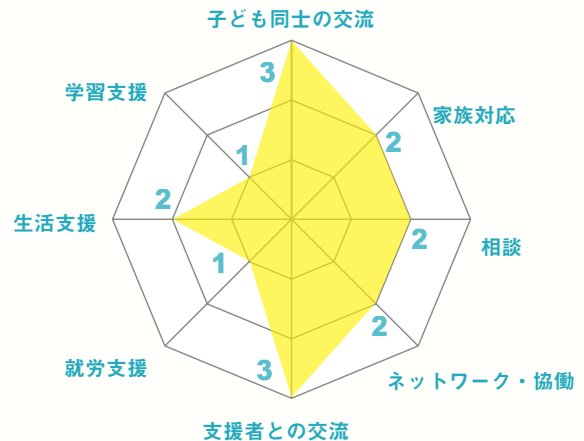 子ども同士の交流
3
学習支援
家族対応
1
2
生活支援
2
2
相談
1
2
就労支援
3
ネットワーク・協働
支援者との交流